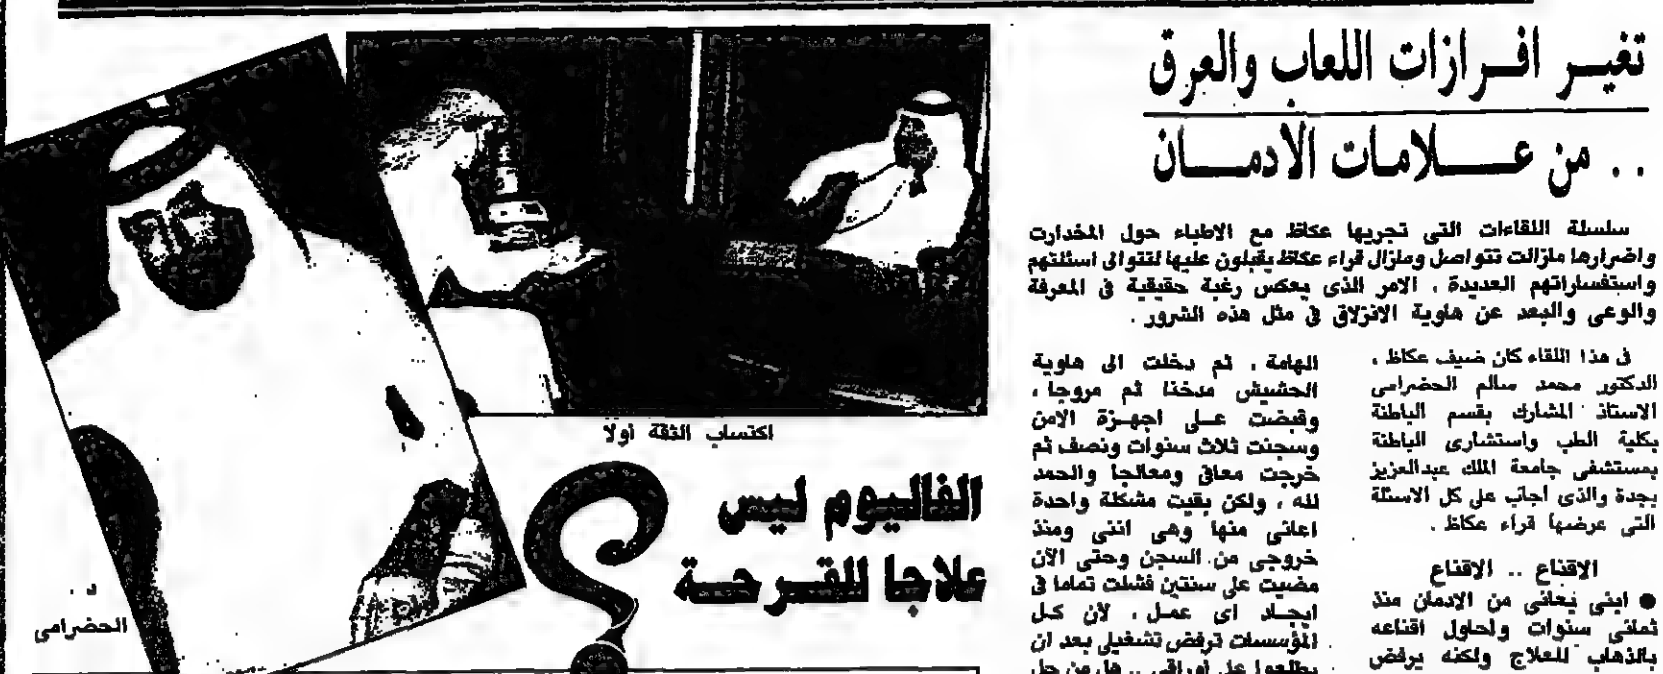 تغير افرازات اللعاب والعرق
.. من علامات الأدمان
سلسلة اللقاءات التى تجريها عكاظ مع الاطباء حول المخدارت
واضرارها مازالت تتواصل ومازال قراء عكاظ يقبلون عليها لتتوالى اسئلتهم
واستفساراتهم العديدة ، الامر الذى يعكس رغبة حقيقية فى المعرفة
والوعى والبعد عن هاوية الانزلاق فى مثل هذه الشرور .
فى هذا اللقاء كان ضيف عكاظ ،
الدكتور محمد سالم الحضرامى
الاستاذ المشارك بقسم الباطنة
بكلية الطب واستشارى الباطنة
بمستشفى جامعة الملك عبدالعزيز
بجدة والذى اجاب على كل الاسئلة
التى عرضها قراء عكاظ .
الاقناع .. الاقناع
● ابنى يعانى من الادمان منذ
ثمانى سنوات واحاول اقناعه
بالذهاب للعلاج ولكنه يرفض
الهامة ، ثم دخلت الى هاوية
الحشيش مدخنا ثم مروجا ،
وقبضت على اجهزة الامن
وسجنت ثلاث سنوات ونصف ثم
خرجت معافى ومعالجا والحمد
لله ، ولكن بقيت مشكلة واحدة
اعانى منها وهى اننى ومنذ
خروجى من السجن وحتى الآن
مضيت على سنتين فشلت تماما فى
ايجاد اى عمل ، لأن كل
المؤسسات ترفض تشغيلى بعد ان
يطلعوا على أوراقى .. هل من حل
اكتساب الثقة أولا
الفاليوم ليس
علاجا للقرحة
؟
د .
الحضرامى